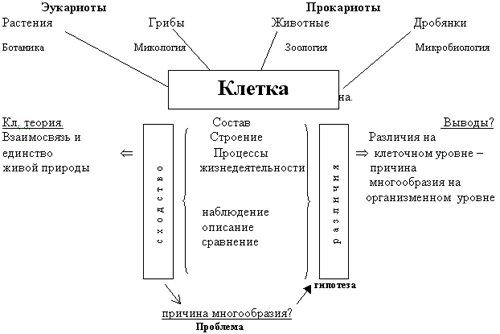 Эукариоты Прокариоты
Растения Грибы Животные Дробянки
Ботаника Микология Зоология Микробиология
Клетка
на.
Кл. теория.
Взаимосвязь и
единство
живой природы
⇐
сходство
Состав
Строение
Процессы
жизнедеятельности
наблюдение
описание
сравнение
различия
Выводы?
Различия на
⇒ клеточном уровне –
причина
многообразия на
организменном уровне
гипотеза
причина многообразия?
Проблема